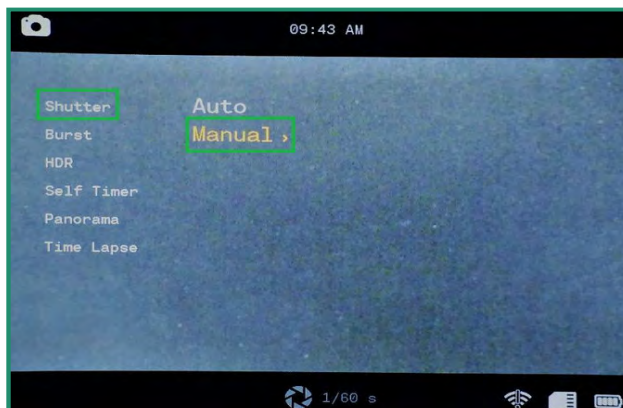 09:43 AM
Shutter
Auto
Burst
Manual ›
HDR
Self Timer
Panorama
Time Lapse
1/60 s